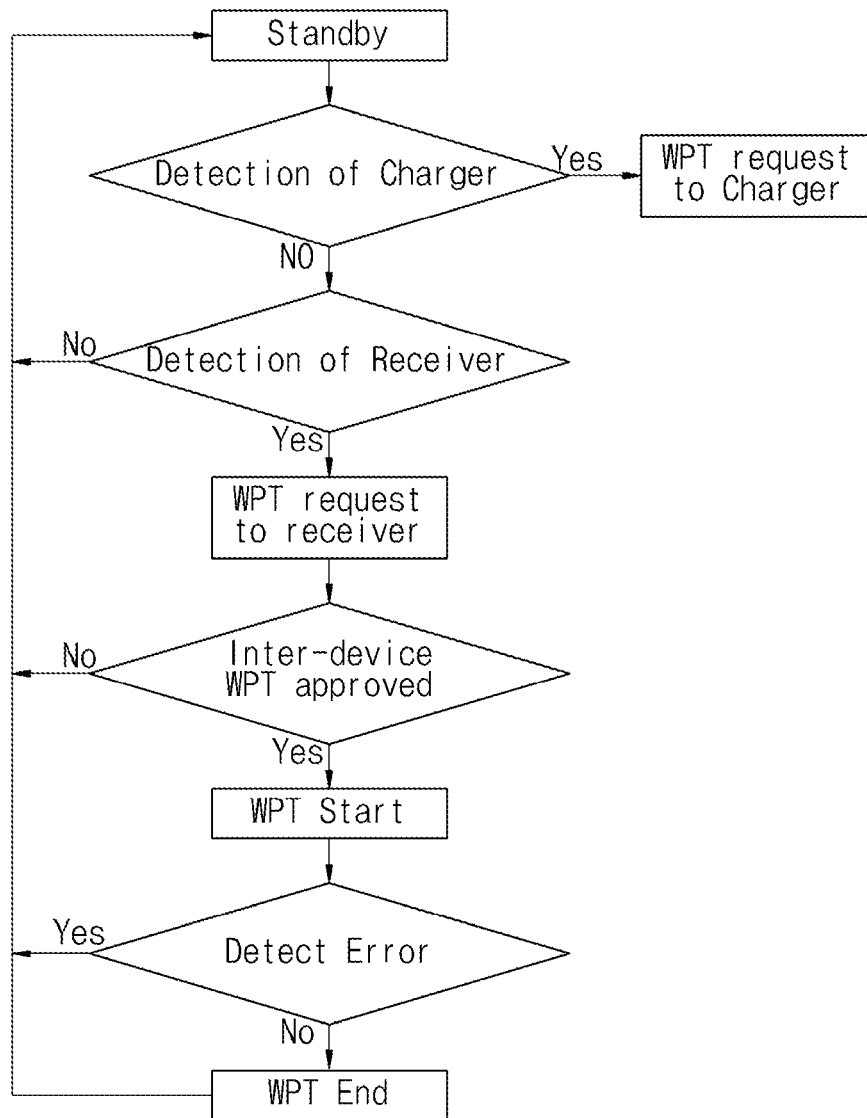 Standby
Detection of Charger
Yes
WPT request
to Charger
NO
Detection of Receiver
No
Yes
WPT request
to receiver
Inter-device
WPT approved
No
Yes
WPT Start
Detect Error
Yes
No
WPT End